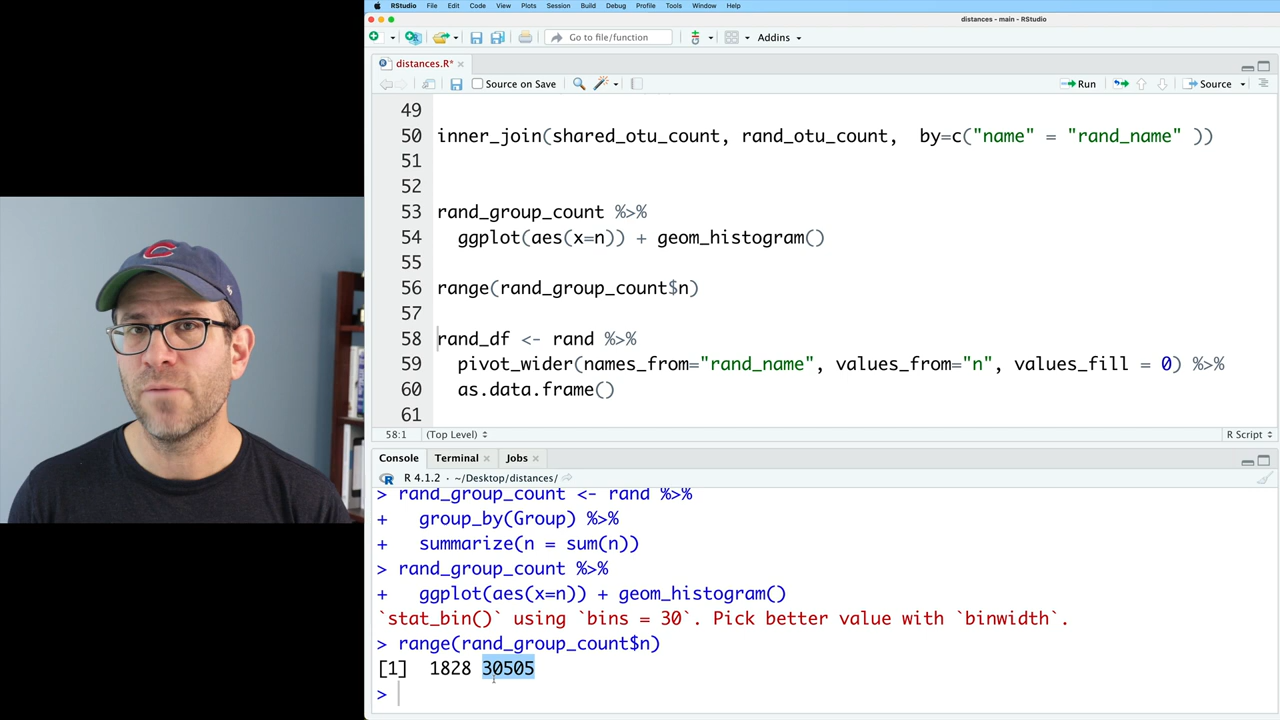 RStudio File Edit Code View Plots Session Build Debug Profile Tools Window Help
distances - main - RStudio
Go to file/function Addins
distances.R*
Source on Save Run Source
49
50 inner_join(shared_otu_count, rand_otu_count,  by=c("name" = "rand_name" ))
51
52
53 rand_group_count %>%
54   ggplot(aes(x=n)) + geom_histogram()
55
56 range(rand_group_count$n)
57
58 rand_df <- rand %>%
59   pivot_wider(names_from="rand_name", values_from="n", values_fill = 0) %>%
60   as.data.frame()
61
58:1 (Top Level) R Script
Console Terminal Jobs
R 4.1.2 · ~/Desktop/distances/
> rand_group_count <- rand %>%
+   group_by(Group) %>%
+   summarize(n = sum(n))
> rand_group_count %>%
+   ggplot(aes(x=n)) + geom_histogram()
`stat_bin()` using `bins = 30`. Pick better value with `binwidth`.
> range(rand_group_count$n)
[1]  1828 30505
>